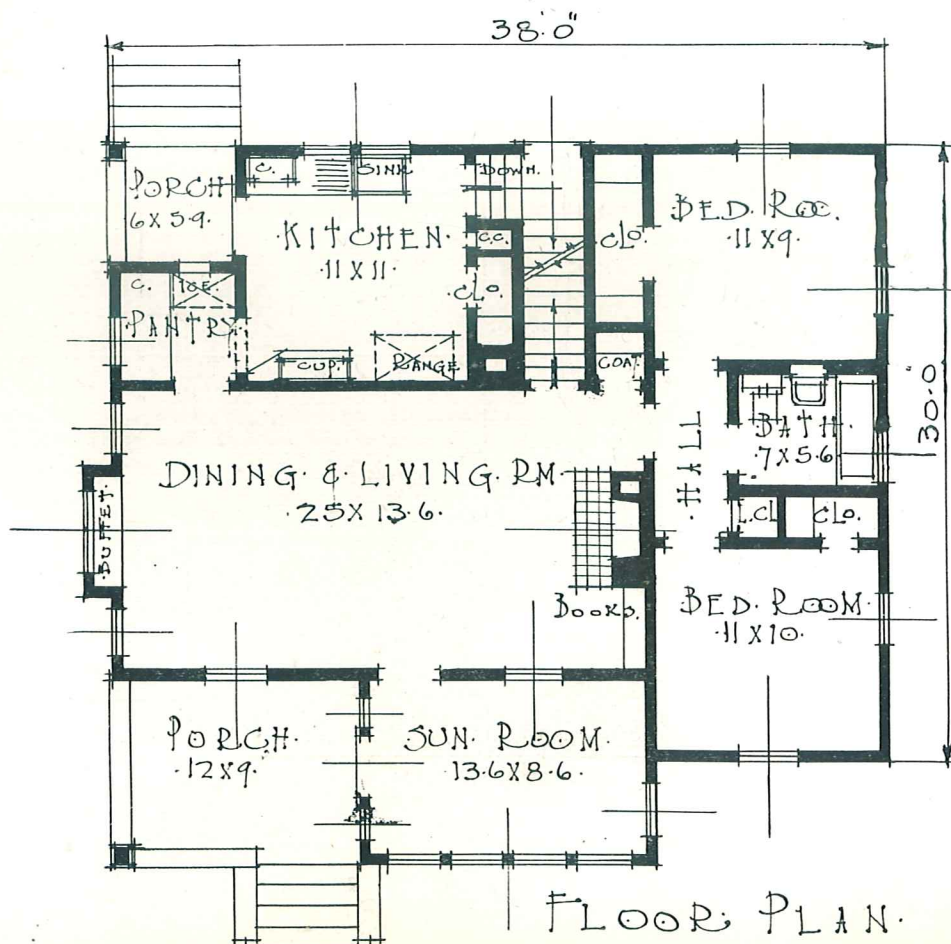 38'0"
PORCH
6X59.
C.
SINK
DOWN.
KITCHEN.
11X11.
C.C.
CLO.
CLO.
BED. ROO.
11X9.
C.
ICE.
PANTRY.
CUP.
RANGE
COAT.
HALL
BATH.
7X5.6
30.0"
DINING. & LIVING. RM.
25X13.6.
BUFFET.
BOOKS.
L.CL
CLO.
BED. ROOM.
11X10.
PORCH.
12X9.
SUN. ROOM.
13.6X8.6.
FLOOR. PLAN.